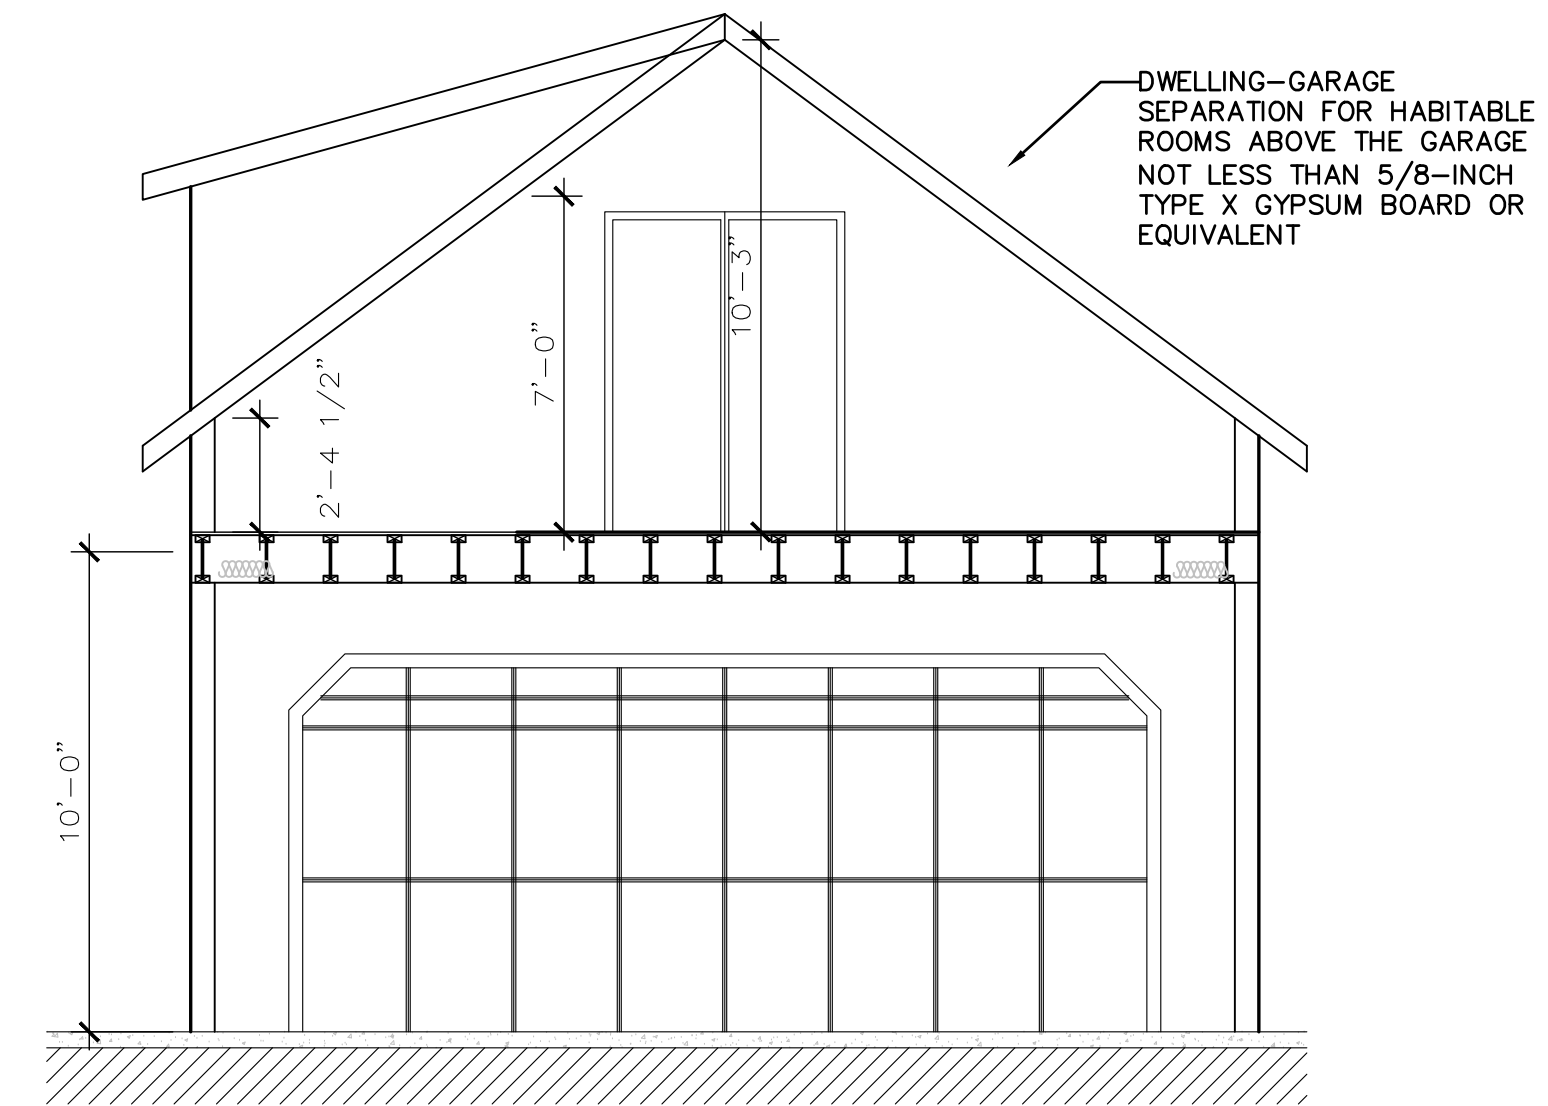 DWELLING-GARAGE
SEPARATION FOR HABITABLE
ROOMS ABOVE THE GARAGE
NOT LESS THAN 5/8-INCH
TYPE X GYPSUM BOARD OR
EQUIVALENT
10'-3"
7'-0"
2'-4 1/2"
10'-0"